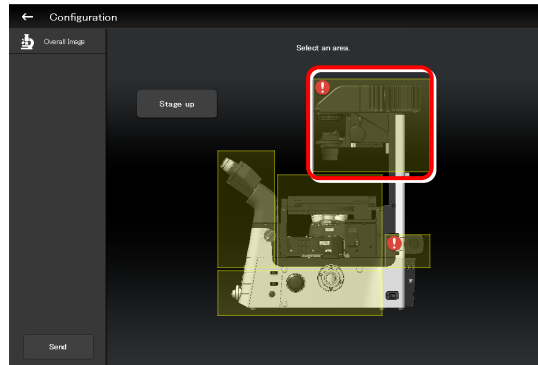 Configuration
Overall Image
Select an area.
Stage up
Send